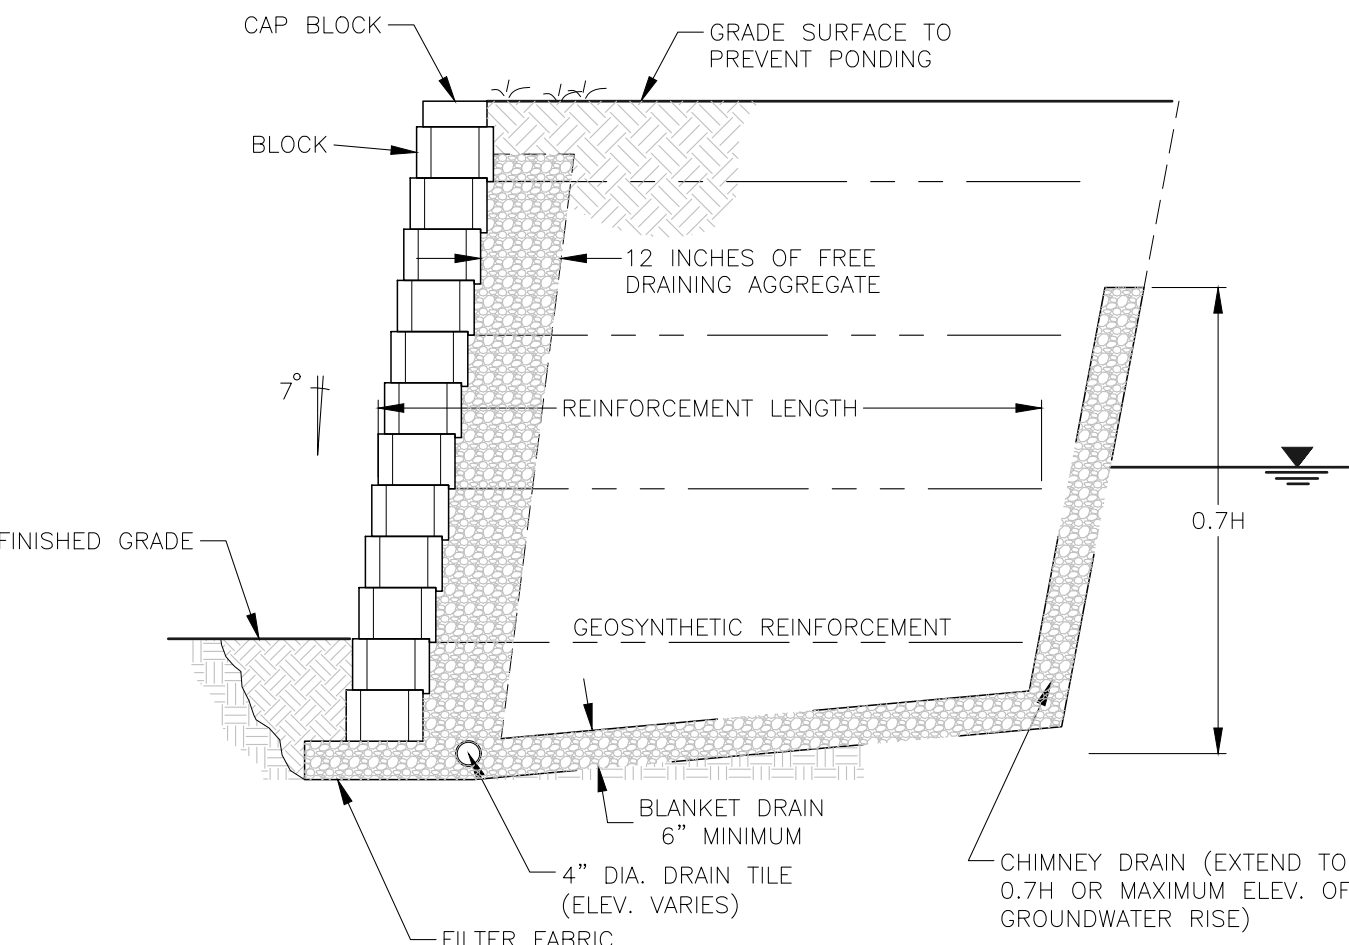 CAP BLOCK
GRADE SURFACE TO
PREVENT PONDING
BLOCK
12 INCHES OF FREE
DRAINING AGGREGATE
7°
REINFORCEMENT LENGTH
0.7H
FINISHED GRADE
GEOSYNTHETIC REINFORCEMENT
BLANKET DRAIN
6" MINIMUM
4" DIA. DRAIN TILE
(ELEV. VARIES)
CHIMNEY DRAIN (EXTEND TO
0.7H OR MAXIMUM ELEV. OF
GROUNDWATER RISE)
FILTER FABRIC